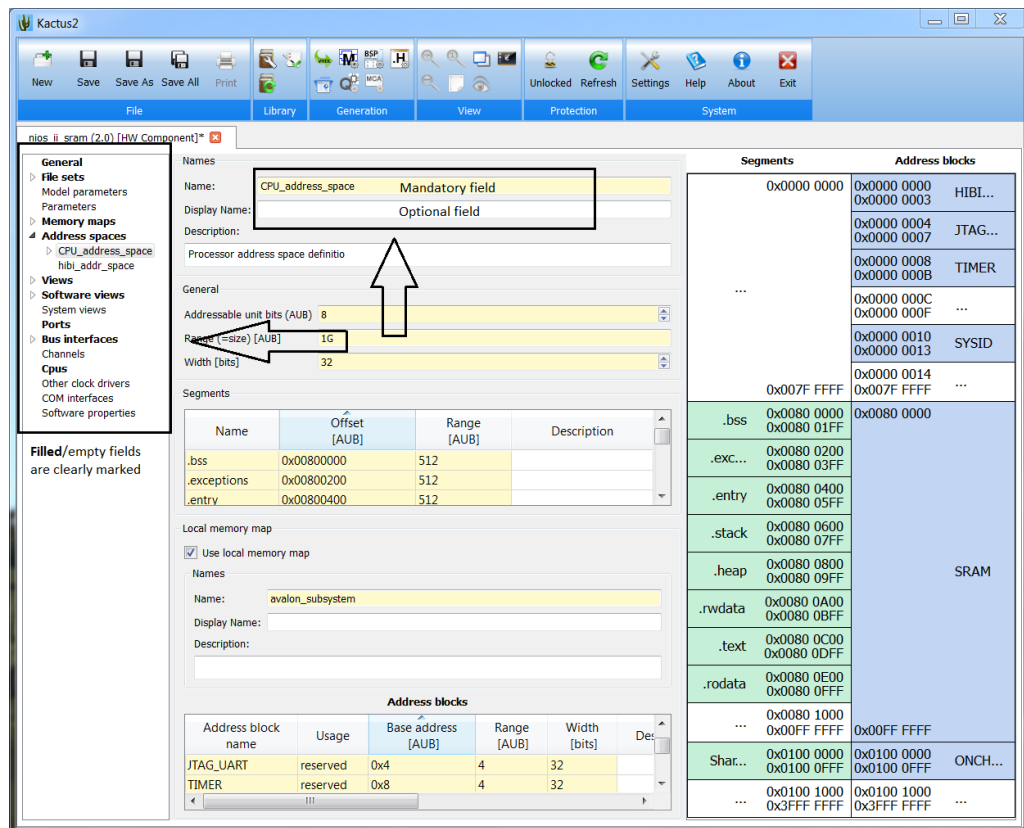 Kactus2
New Save Save As Save All Print
File
Library
BSP
.H
MCA
Generation
View
Unlocked Refresh
Protection
Settings Help About Exit
System
nios_ii_sram (2.0) [HW Component]*
General
File sets
Model parameters
Parameters
Memory maps
Address spaces
CPU_address_space
hibi_addr_space
Views
Software views
System views
Ports
Bus interfaces
Channels
Cpus
Other clock drivers
COM interfaces
Software properties
Filled/empty fields
are clearly marked
Names
Name: CPU_address_space Mandatory field
Display Name: Optional field
Description:
Processor address space definitio
General
Addressable unit bits (AUB) 8
Range (=size) [AUB] 1G
Width [bits] 32
Segments
Name Offset [AUB] Range [AUB] Description
.bss 0x00800000 512
.exceptions 0x00800200 512
.entry 0x00800400 512
Local memory map
Use local memory map
Names
Name: avalon_subsystem
Display Name:
Description:
Address blocks
Address block name Usage Base address [AUB] Range [AUB] Width [bits] Des
JTAG_UART reserved 0x4 4 32
TIMER reserved 0x8 4 32
Segments Address blocks
0x0000 0000 0x0000 0000 HIBI...
0x0000 0003
0x0000 0004 JTAG...
0x0000 0007
0x0000 0008 TIMER
0x0000 000B
... 0x0000 000C ...
0x0000 000F
0x0000 0010 SYSID
0x0000 0013
0x0000 0014 ...
0x007F FFFF 0x007F FFFF
.bss 0x0080 0000 0x0080 0000
0x0080 01FF
.exc... 0x0080 0200
0x0080 03FF
.entry 0x0080 0400
0x0080 05FF
.stack 0x0080 0600
0x0080 07FF
.heap 0x0080 0800 SRAM
0x0080 09FF
.rwdata 0x0080 0A00
0x0080 0BFF
.text 0x0080 0C00
0x0080 0DFF
.rodata 0x0080 0E00
0x0080 0FFF
... 0x0080 1000
0x00FF FFFF 0x00FF FFFF
Shar... 0x0100 0000 0x0100 0000 ONCH...
0x0100 0FFF 0x0100 0FFF
... 0x0100 1000 0x0100 1000 ...
0x3FFF FFFF 0x3FFF FFFF